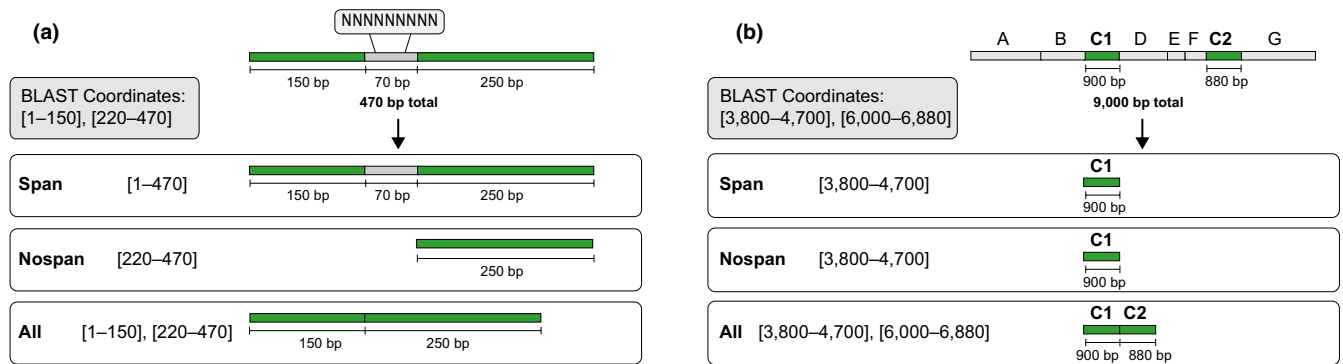 (a)
NNNNNNNNN
150 bp 70 bp 250 bp
470 bp total
BLAST Coordinates:
[1–150], [220–470]
Span [1–470]
150 bp 70 bp 250 bp
Nospan [220–470]
250 bp
All [1–150], [220–470]
150 bp 250 bp
(b)
A B C1 D E F C2 G
900 bp 880 bp
9,000 bp total
BLAST Coordinates:
[3,800–4,700], [6,000–6,880]
C1
Span [3,800–4,700]
900 bp
C1
Nospan [3,800–4,700]
900 bp
C1 C2
All [3,800–4,700], [6,000–6,880]
900 bp 880 bp